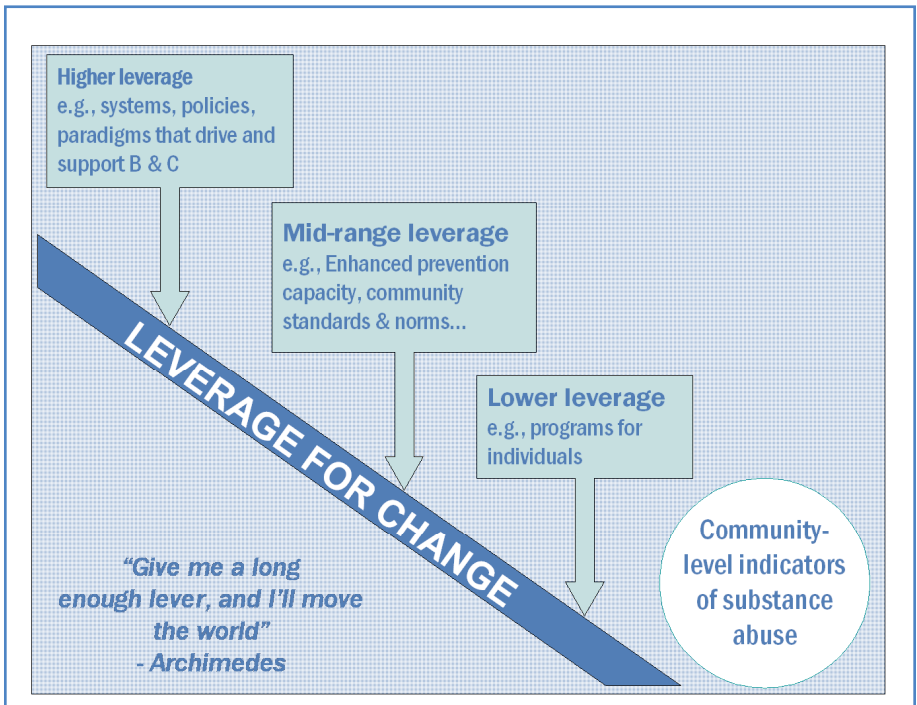 Higher leverage
e.g., systems, policies,
paradigms that drive and
support B & C
Mid-range leverage
e.g., Enhanced prevention
capacity, community
standards & norms...
Lower leverage
e.g., programs for
individuals
LEVERAGE FOR CHANGE
Community-
level indicators
of substance
abuse
“Give me a long
enough lever, and I’ll move
the world”
- Archimedes